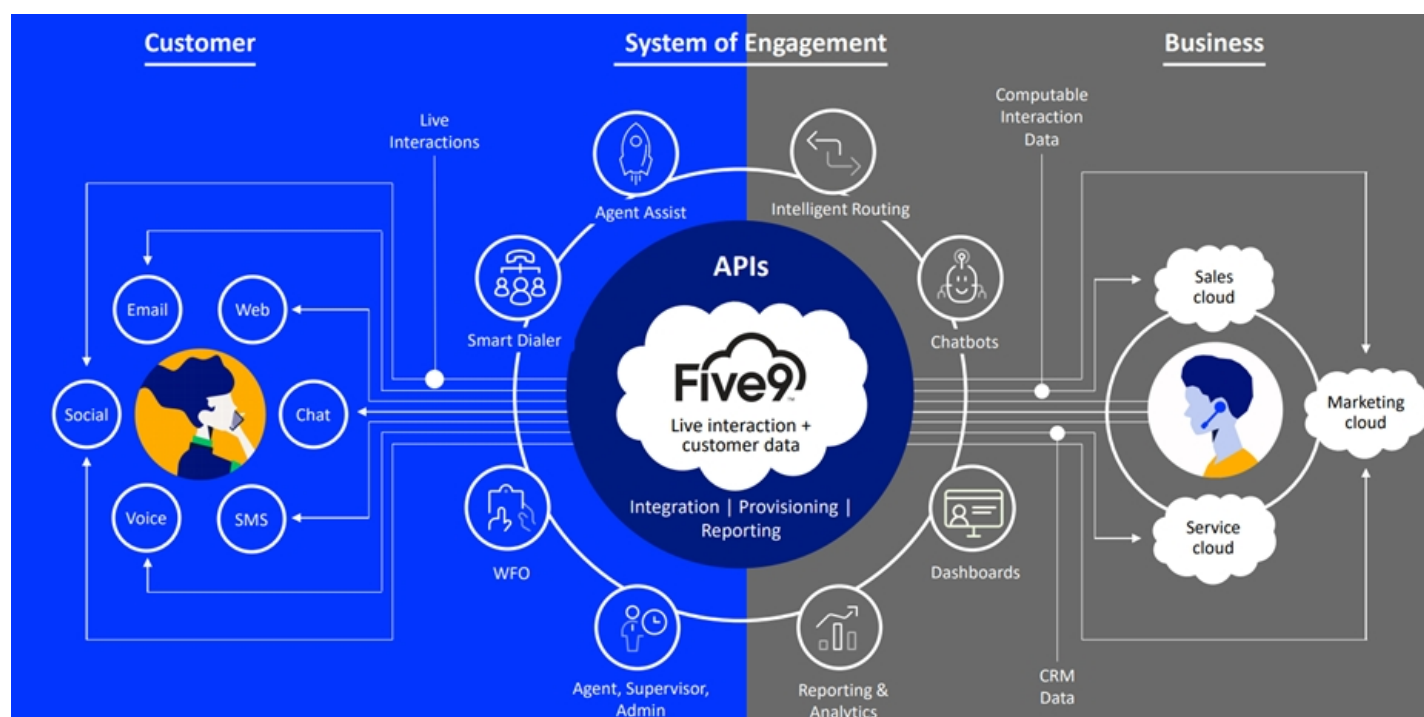 Customer
System of Engagement
Business
Live
Interactions
Computable
Interaction
Data
Agent Assist
Intelligent Routing
Smart Dialer
Chatbots
APIs
Five9
TM
Live interaction +
customer data
Integration | Provisioning |
Reporting
Email
Web
Social
Chat
Voice
SMS
Sales
cloud
Marketing
cloud
Service
cloud
WFO
Dashboards
Agent, Supervisor,
Admin
Reporting &
Analytics
CRM
Data